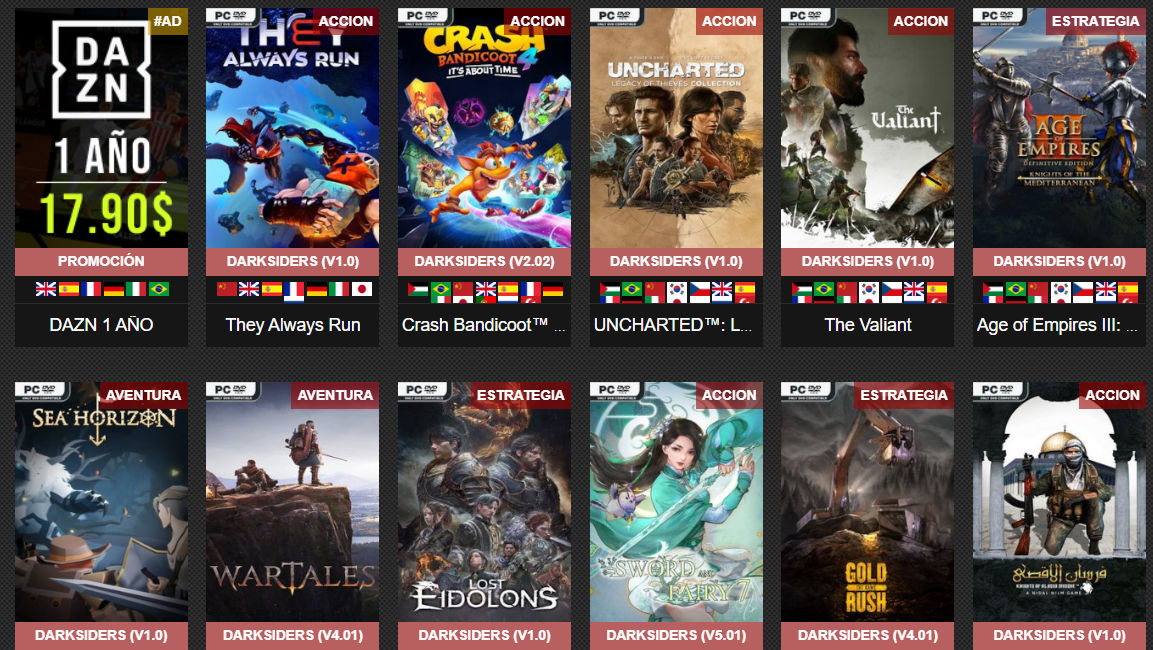 #AD
DA
ZN
1 AÑO
17.90$
PROMOCIÓN
DAZN 1 AÑO
PC DVD
ACCION
THEY
ALWAYS RUN
DARKSIDERS (V1.0)
They Always Run
PC DVD
ACCION
CRASH
BANDICOOT 4
IT'S ABOUT TIME
DARKSIDERS (V2.02)
Crash Bandicoot™ ...
PC DVD
ACCION
UNCHARTED
LEGACY OF THIEVES COLLECTION
DARKSIDERS (V1.0)
UNCHARTED™: L...
PC DVD
ACCION
The
Valiant
DARKSIDERS (V1.0)
The Valiant
PC DVD
ESTRATEGIA
AGE
OF
EMPIRES
III
DEFINITIVE EDITION
KNIGHTS OF THE
MEDITERRANEAN
DARKSIDERS (V1.0)
Age of Empires III: ...
PC DVD
AVENTURA
SEA HORIZON
DARKSIDERS (V1.0)
PC DVD
AVENTURA
WARTALES
DARKSIDERS (V4.01)
PC DVD
ESTRATEGIA
LOST
EIDOLONS
DARKSIDERS (V1.0)
PC DVD
ACCION
SWORD AND
FAIRY 7
DARKSIDERS (V5.01)
PC DVD
ESTRATEGIA
GOLD
RUSH
DARKSIDERS (V4.01)
PC DVD
ACCION
فرسان الأقصى
KNIGHTS OF AL-AQSA MOSQUE
A NIDAL NIJM GAME
DARKSIDERS (V1.0)